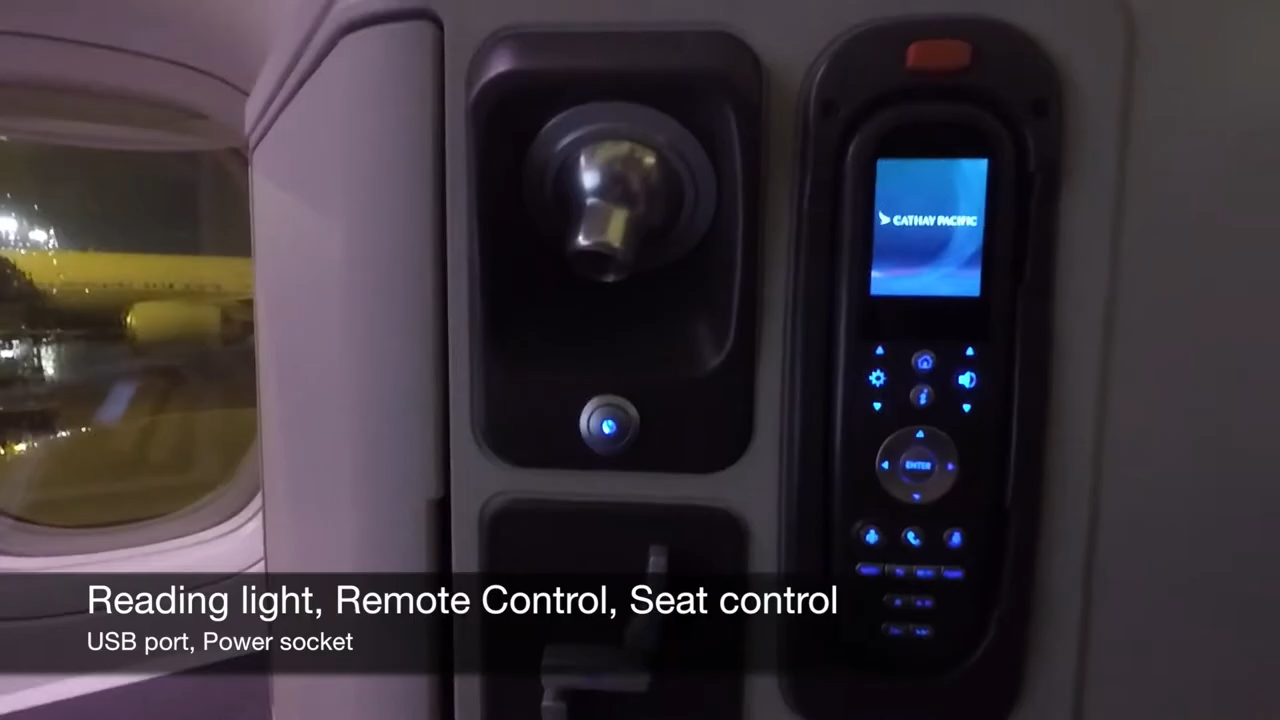 CATHAY PACIFIC
ENTER
Reading light, Remote Control, Seat control
USB port, Power socket